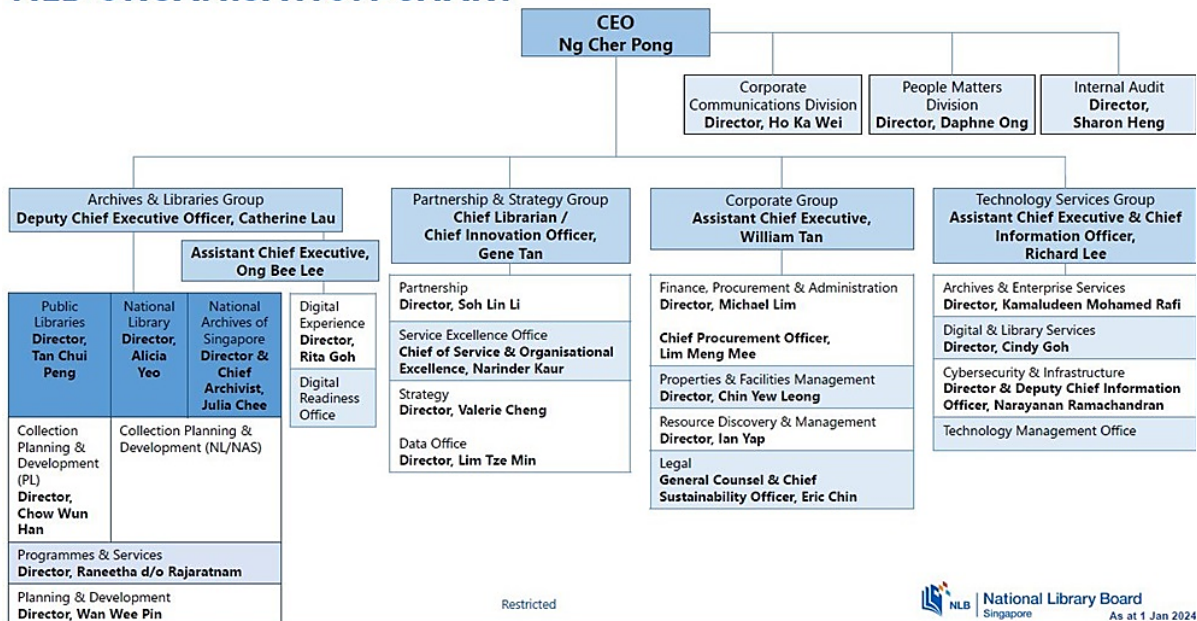 CEO
Ng Cher Pong
Corporate
Communications Division
Director, Ho Ka Wei
People Matters
Division
Director, Daphne Ong
Internal Audit
Director,
Sharon Heng
Archives & Libraries Group
Deputy Chief Executive Officer, Catherine Lau
Assistant Chief Executive,
Ong Bee Lee
Public
Libraries
Director,
Tan Chui
Peng
National
Library
Director,
Alicia
Yeo
National
Archives of
Singapore
Director &
Chief
Archivist,
Julia Chee
Digital
Experience
Director,
Rita Goh
Digital
Readiness
Office
Collection
Planning &
Development
(PL)
Director,
Chow Wun
Han
Collection Planning &
Development (NL/NAS)
Programmes & Services
Director, Raneetha d/o Rajaratnam
Planning & Development
Director, Wan Wee Pin
Partnership & Strategy Group
Chief Librarian /
Chief Innovation Officer,
Gene Tan
Partnership
Director, Soh Lin Li
Service Excellence Office
Chief of Service & Organisational
Excellence, Narinder Kaur
Strategy
Director, Valerie Cheng
Data Office
Director, Lim Tze Min
Corporate Group
Assistant Chief Executive,
William Tan
Finance, Procurement & Administration
Director, Michael Lim
Chief Procurement Officer,
Lim Meng Mee
Properties & Facilities Management
Director, Chin Yew Leong
Resource Discovery & Management
Director, Ian Yap
Legal
General Counsel & Chief
Sustainability Officer, Eric Chin
Technology Services Group
Assistant Chief Executive & Chief
Information Officer,
Richard Lee
Archives & Enterprise Services
Director, Kamaludeen Mohamed Rafi
Digital & Library Services
Director, Cindy Goh
Cybersecurity & Infrastructure
Director & Deputy Chief Information
Officer, Narayanan Ramachandran
Technology Management Office
Restricted
NLB National Library Board
Singapore
As at 1 Jan 2024